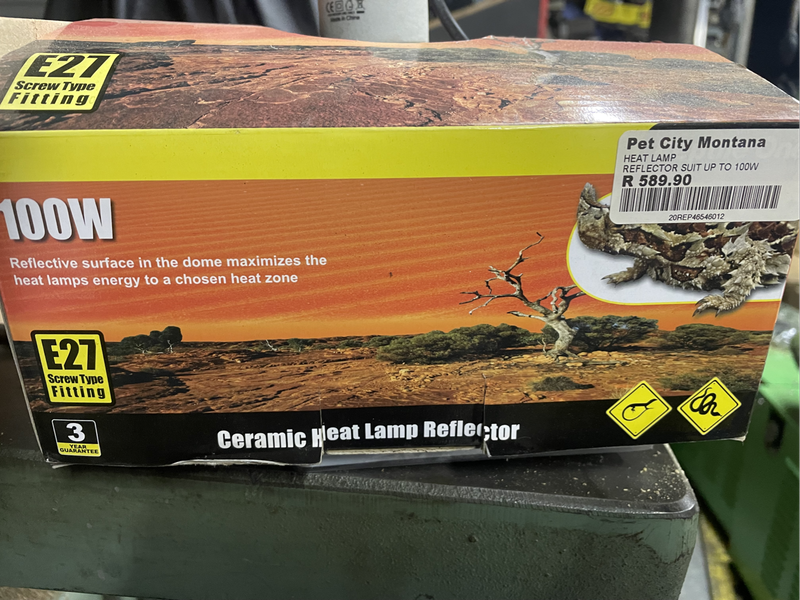 E27
Screw Type
Fitting
Pet City Montana
HEAT LAMP
REFLECTOR SUIT UP TO 100W
R 589.90
20REP46546012
100W
Reflective surface in the dome maximizes the
heat lamps energy to a chosen heat zone
E27
Screw Type
Fitting
3
YEAR
GUARANTEE
Ceramic Heat Lamp Reflector